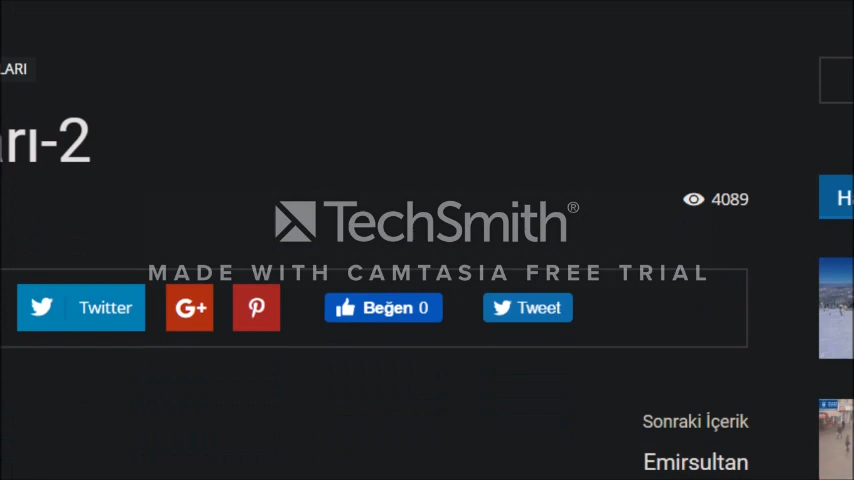 LARI
rı-2
4089
TechSmith®
MADE WITH CAMTASIA FREE TRIAL
Twitter
G+
Beğen 0
Tweet
H
Sonraki İçerik
Emirsultan